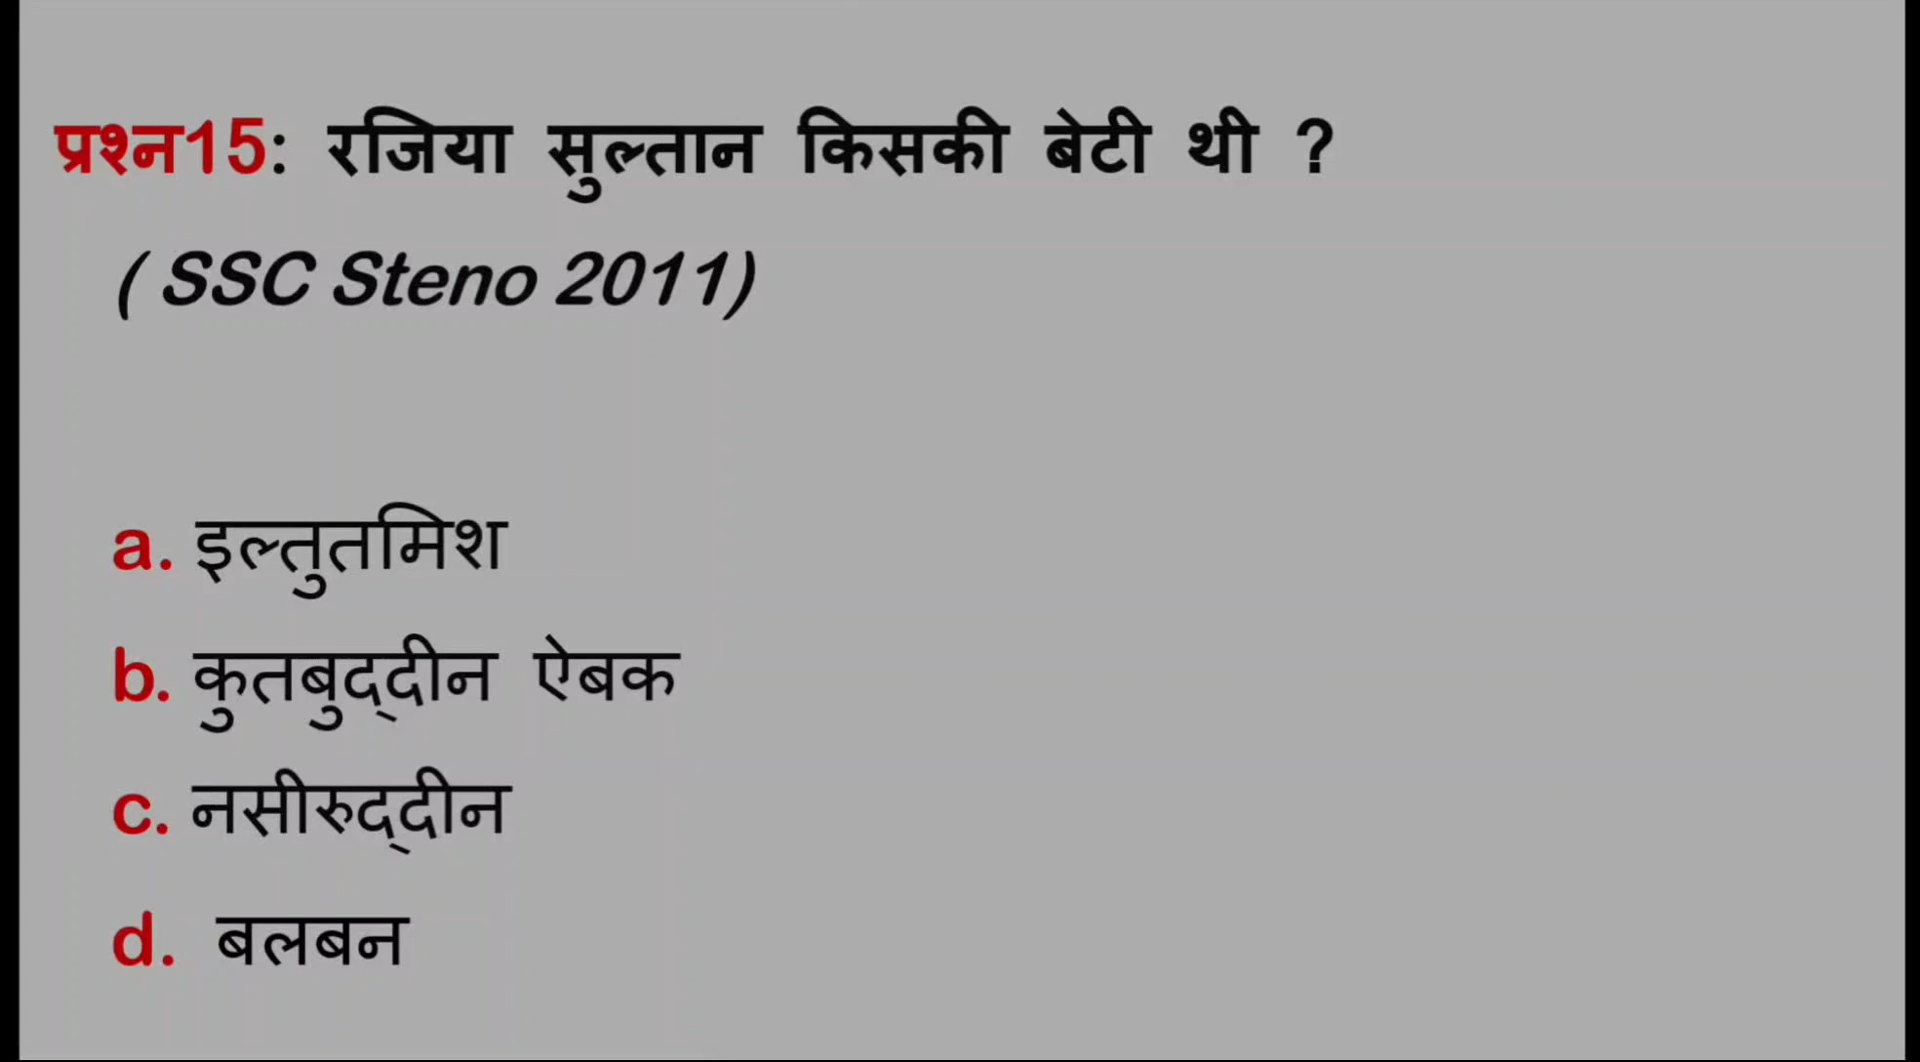 प्रश्न15: रजिया सुल्तान किसकी बेटी थी ?
( SSC Steno 2011)
a. इल्तुतमिश
b. कुतबुद्दीन ऐबक
c. नसीरुद्दीन
d. बलबन